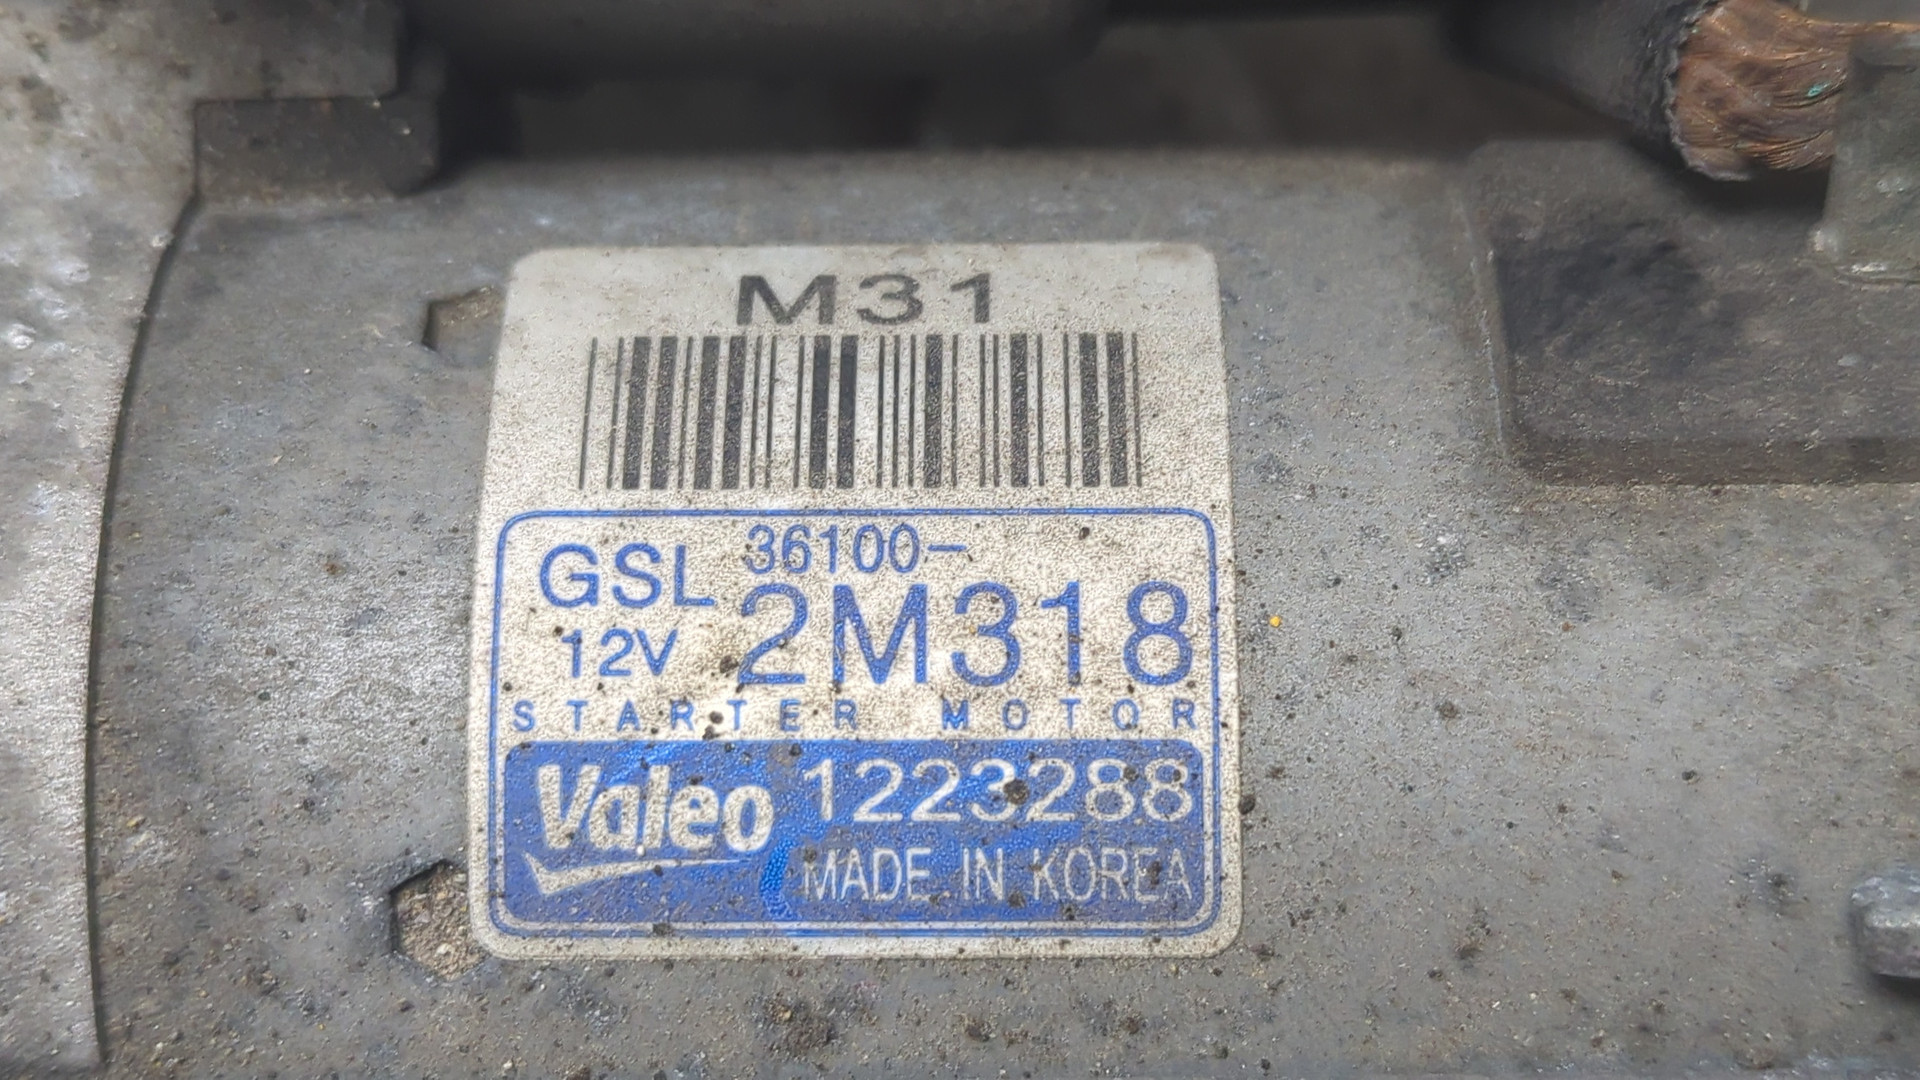 M31
GSL 36100-
12V 2M318
STARTER MOTOR
Valeo 1223288
MADE IN KOREA